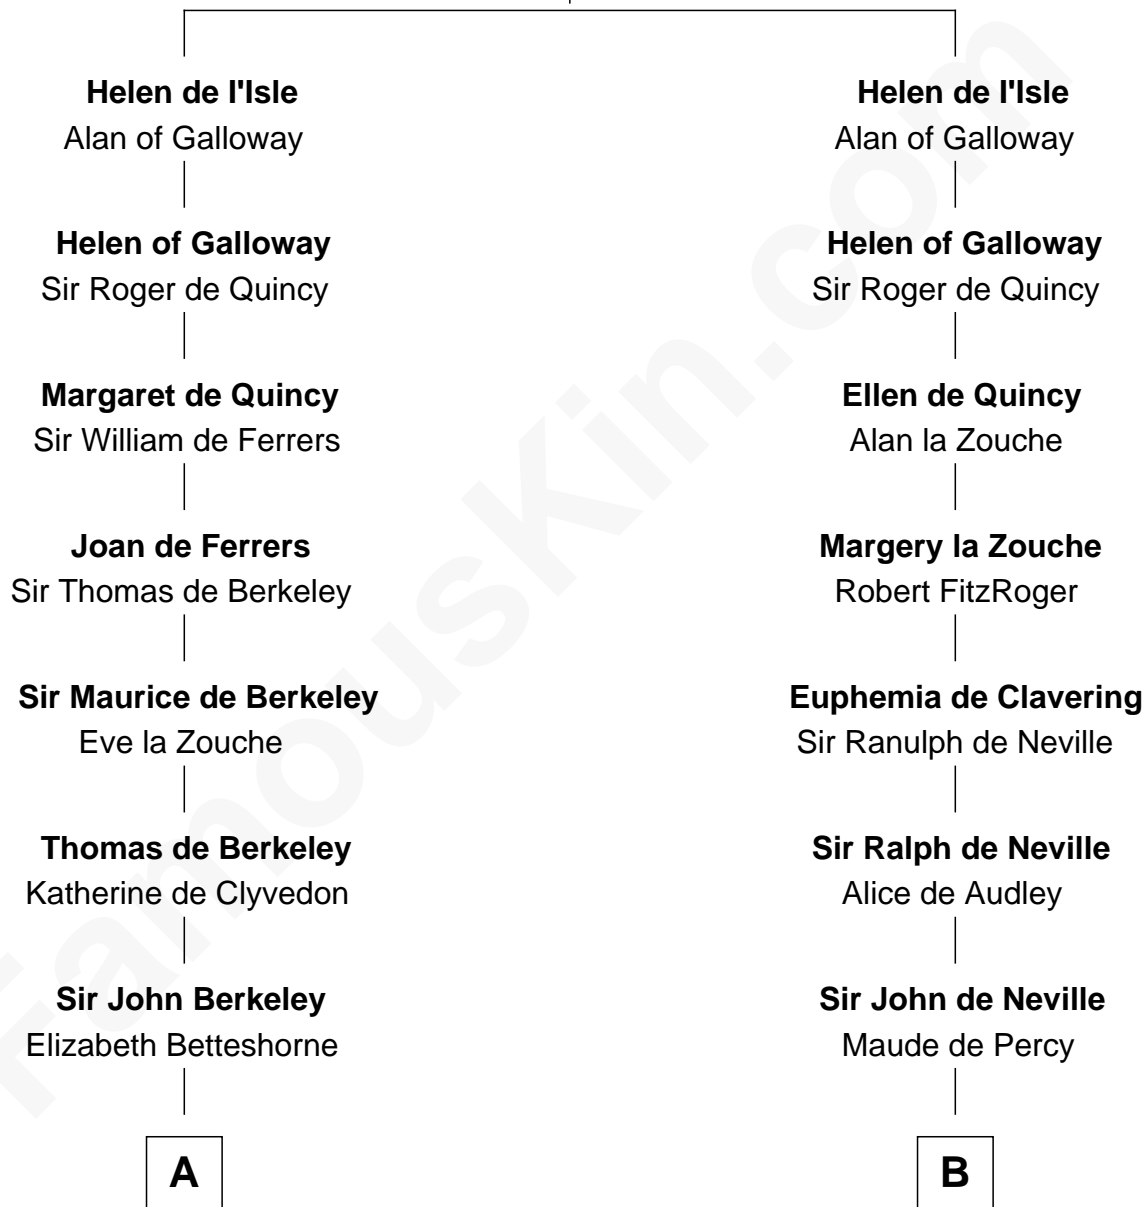 Helen de l'Isle
Alan of Galloway
Helen of Galloway
Sir Roger de Quincy
Margaret de Quincy
Sir William de Ferrers
Joan de Ferrers
Sir Thomas de Berkeley
Sir Maurice de Berkeley
Eve la Zouche
Thomas de Berkeley
Katherine de Clyvedon
Sir John Berkeley
Elizabeth Betteshorne
A
Helen de l'Isle
Alan of Galloway
Helen of Galloway
Sir Roger de Quincy
Ellen de Quincy
Alan la Zouche
Margery la Zouche
Robert FitzRoger
Euphemia de Clavering
Sir Ranulph de Neville
Sir Ralph de Neville
Alice de Audley
Sir John de Neville
Maude de Percy
B
FamousKin.com